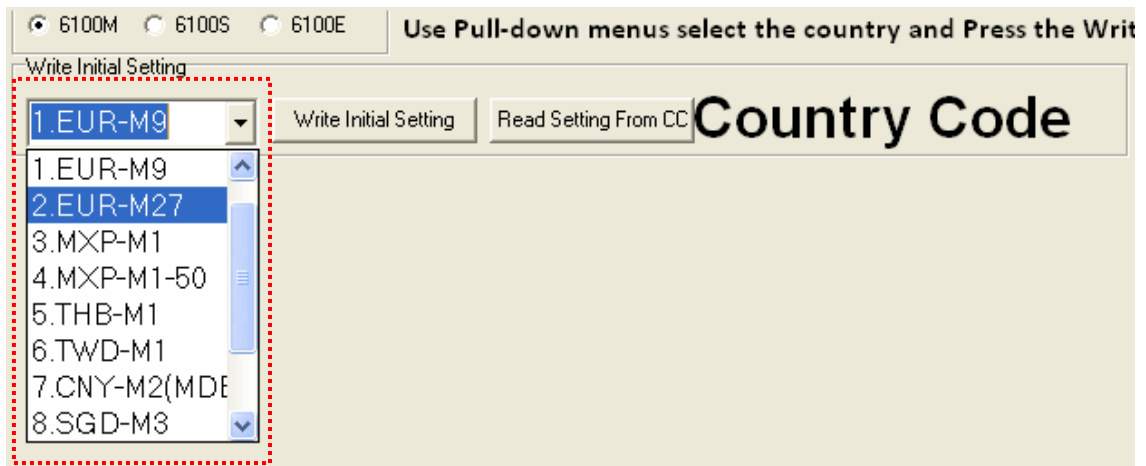 6100M 6100S 6100E Use Pull-down menus select the country and Press the Writ
Write Initial Setting
1.EUR-M9 Write Initial Setting Read Setting From CC Country Code
1.EUR-M9
2.EUR-M27
3.MXP-M1
4.MXP-M1-50
5.THB-M1
6.TWD-M1
7.CNY-M2(MDB
8.SGD-M3